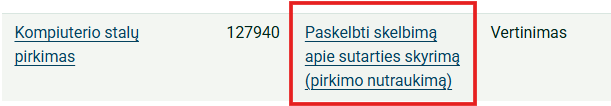 Kompiuterio stalų
pirkimas
127940
Paskelbti skelbimą
apie sutarties skyrimą
(pirkimo nutraukimą)
Vertinimas